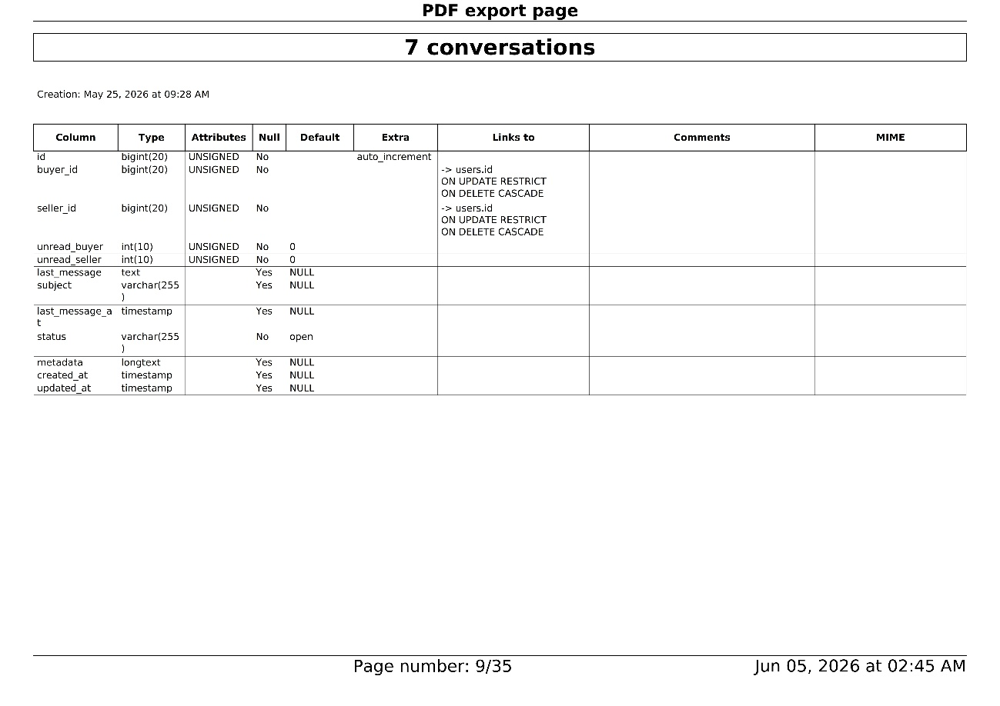 PDF export page
7 conversations
Creation: May 25, 2026 at 09:28 AM
Column Type Attributes Null Default Extra Links to Comments MIME
id bigint(20) UNSIGNED No auto_increment
buyer_id bigint(20) UNSIGNED No -> users.id
ON UPDATE RESTRICT
ON DELETE CASCADE
seller_id bigint(20) UNSIGNED No -> users.id
ON UPDATE RESTRICT
ON DELETE CASCADE
unread_buyer int(10) UNSIGNED No 0
unread_seller int(10) UNSIGNED No 0
last_message text Yes NULL
subject varchar(255 Yes NULL
)
last_message_a timestamp Yes NULL
t
status varchar(255 No open
)
metadata longtext Yes NULL
created_at timestamp Yes NULL
updated_at timestamp Yes NULL
Page number: 9/35 Jun 05, 2026 at 02:45 AM